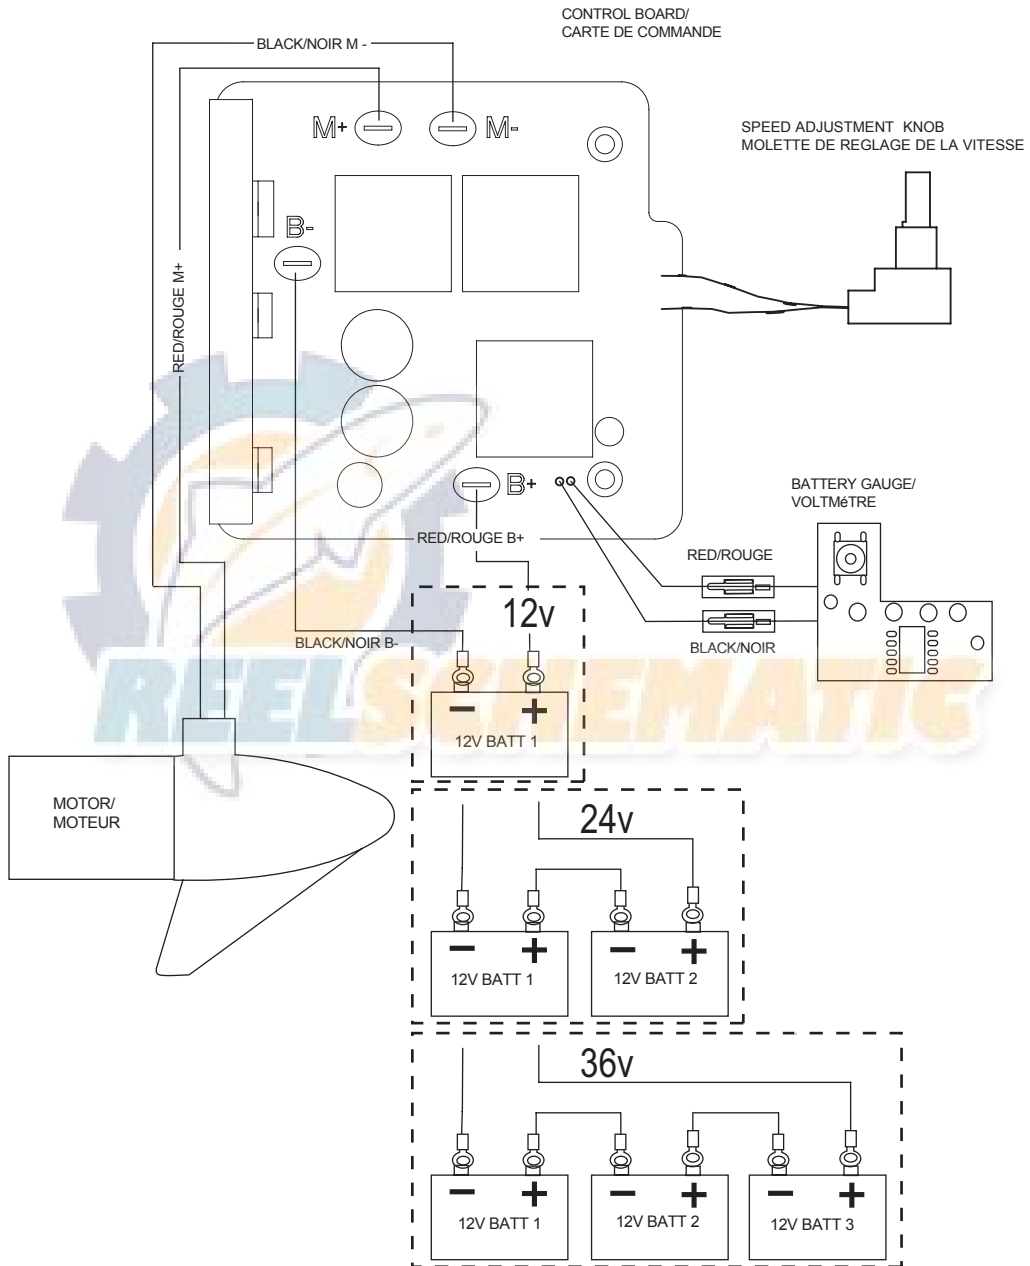 CONTROL BOARD/
CARTE DE COMMANDE
BLACK/NOIR M -
M+
M-
SPEED ADJUSTMENT KNOB
MOLETTE DE REGLAGE DE LA VITESSE
B-
RED/ROUGE M+
B+
BATTERY GAUGE/
VOLTMéTRE
RED/ROUGE B+
RED/ROUGE
12v
BLACK/NOIR B-
BLACK/NOIR
REELSCHEMATIC
− +
12V BATT 1
MOTOR/
MOTEUR
24v
− + − +
12V BATT 1
12V BATT 2
36v
− + − + − +
12V BATT 1
12V BATT 2
12V BATT 3